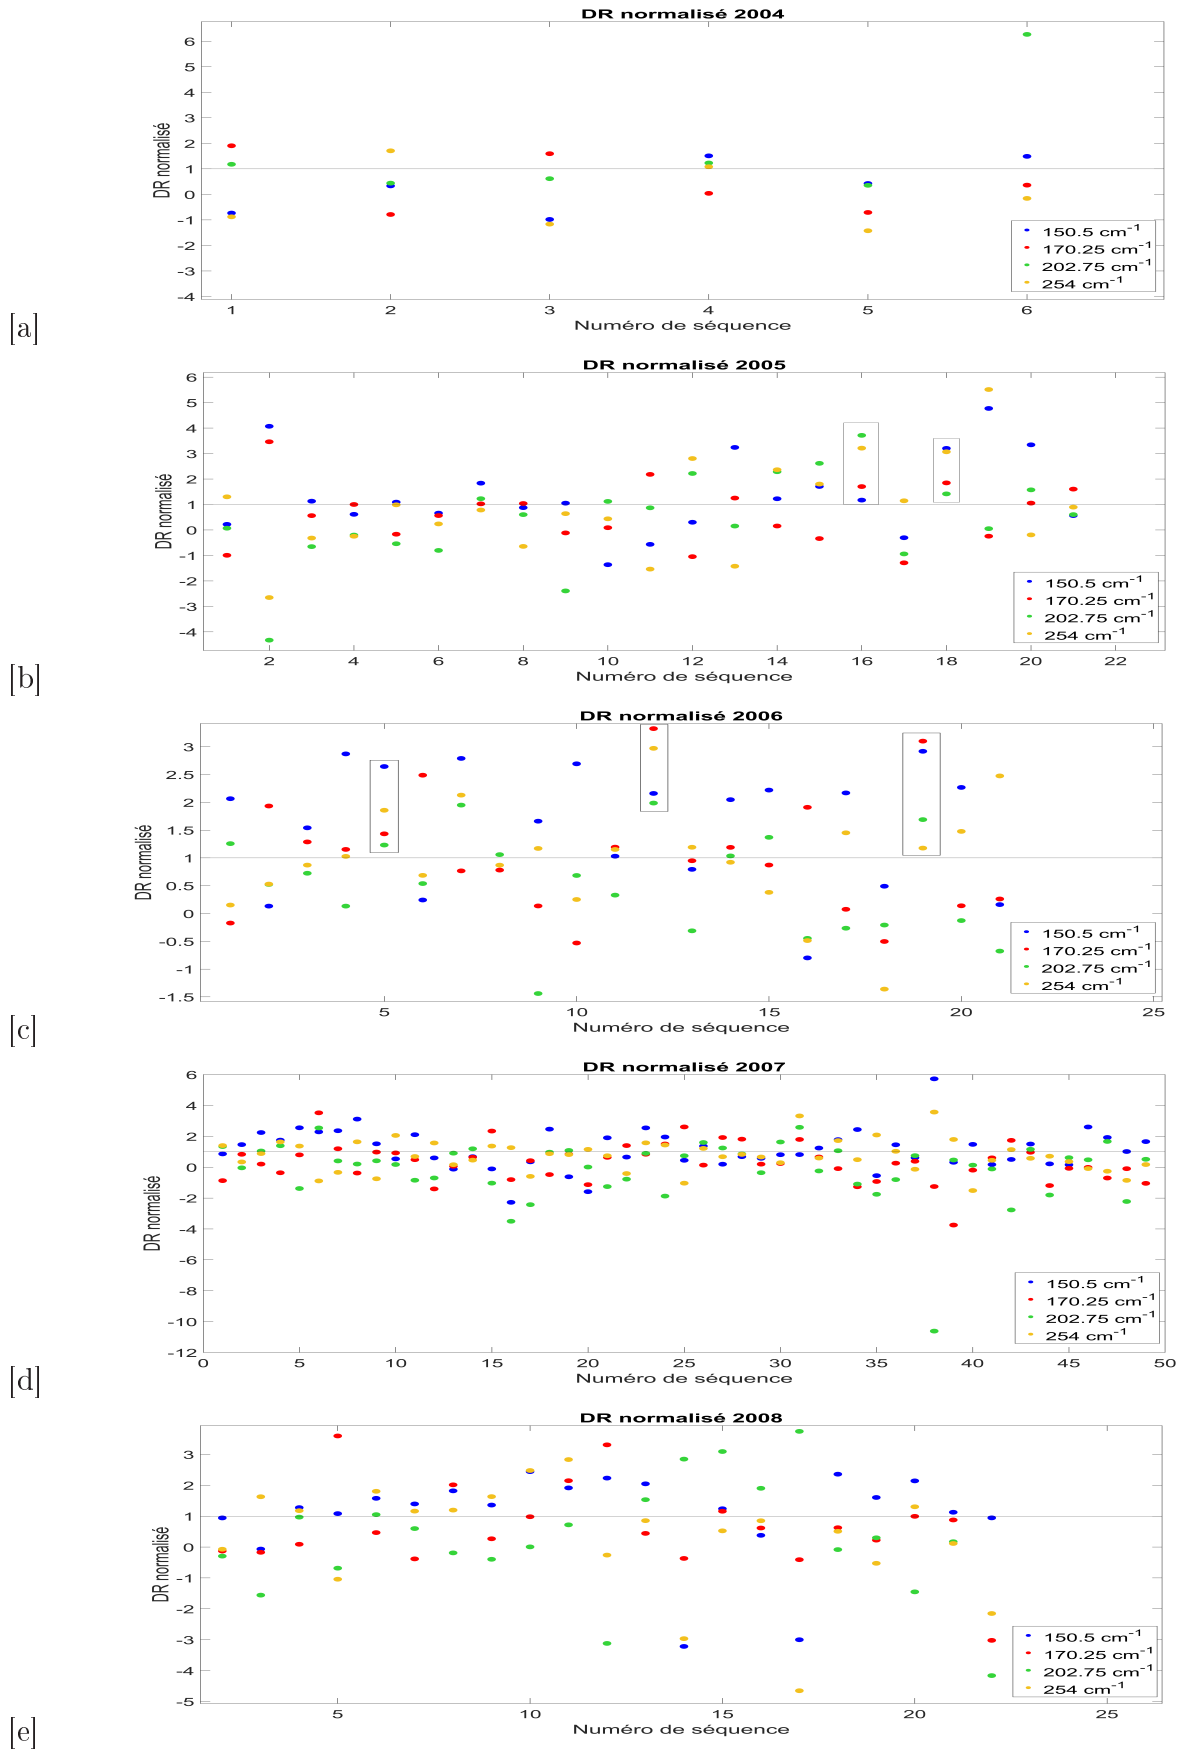 DR normalisé 2004
6
5
4
3
2
1
0
-1
-2
-3
-4
DR normalisé
150.5 cm-1
170.25 cm-1
202.75 cm-1
254 cm-1
1 2 3 4 5 6
Numéro de séquence
[a]
DR normalisé 2005
6
5
4
3
2
1
0
-1
-2
-3
-4
DR normalisé
150.5 cm-1
170.25 cm-1
202.75 cm-1
254 cm-1
2 4 6 8 10 12 14 16 18 20 22
Numéro de séquence
[b]
DR normalisé 2006
3
2.5
2
1.5
1
0.5
0
-0.5
-1
-1.5
DR normalisé
150.5 cm-1
170.25 cm-1
202.75 cm-1
254 cm-1
5 10 15 20 25
Numéro de séquence
[c]
DR normalisé 2007
6
4
2
0
-2
-4
-6
-8
-10
-12
DR normalisé
150.5 cm-1
170.25 cm-1
202.75 cm-1
254 cm-1
0 5 10 15 20 25 30 35 40 45 50
Numéro de séquence
[d]
DR normalisé 2008
3
2
1
0
-1
-2
-3
-4
-5
DR normalisé
150.5 cm-1
170.25 cm-1
202.75 cm-1
254 cm-1
5 10 15 20 25
Numéro de séquence
[e]